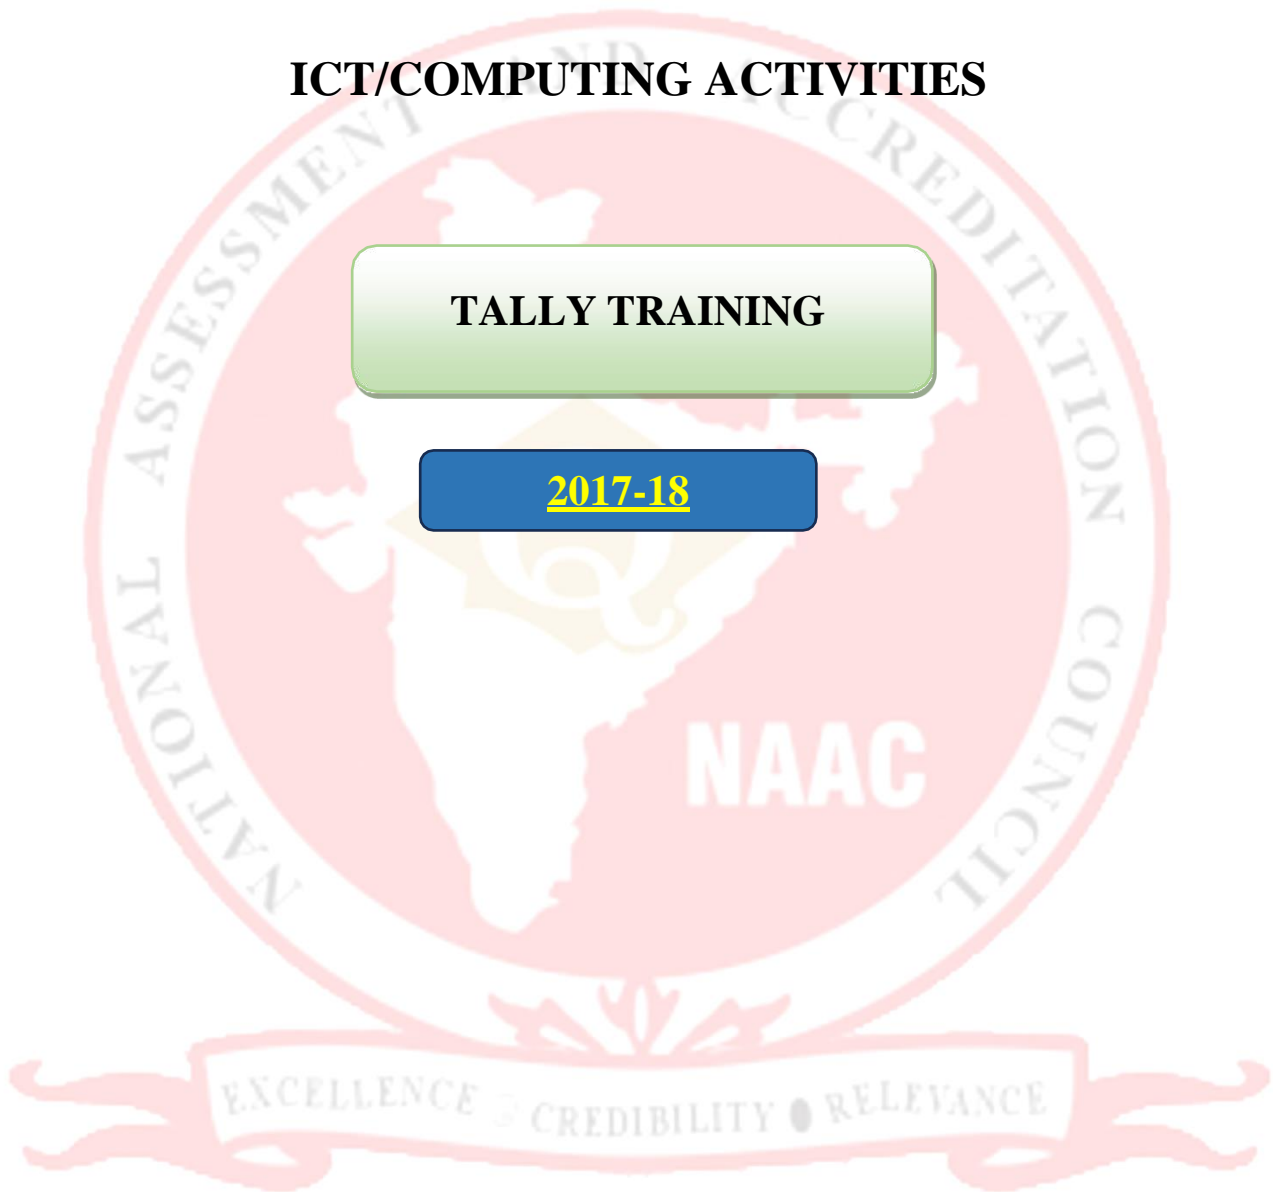 ICT/COMPUTING ACTIVITIES
TALLY TRAINING
2017-18
NATIONAL ASSESSMENT AND ACCREDITATION COUNCIL
NAAC
EXCELLENCE CREDIBILITY ● RELEVANCE